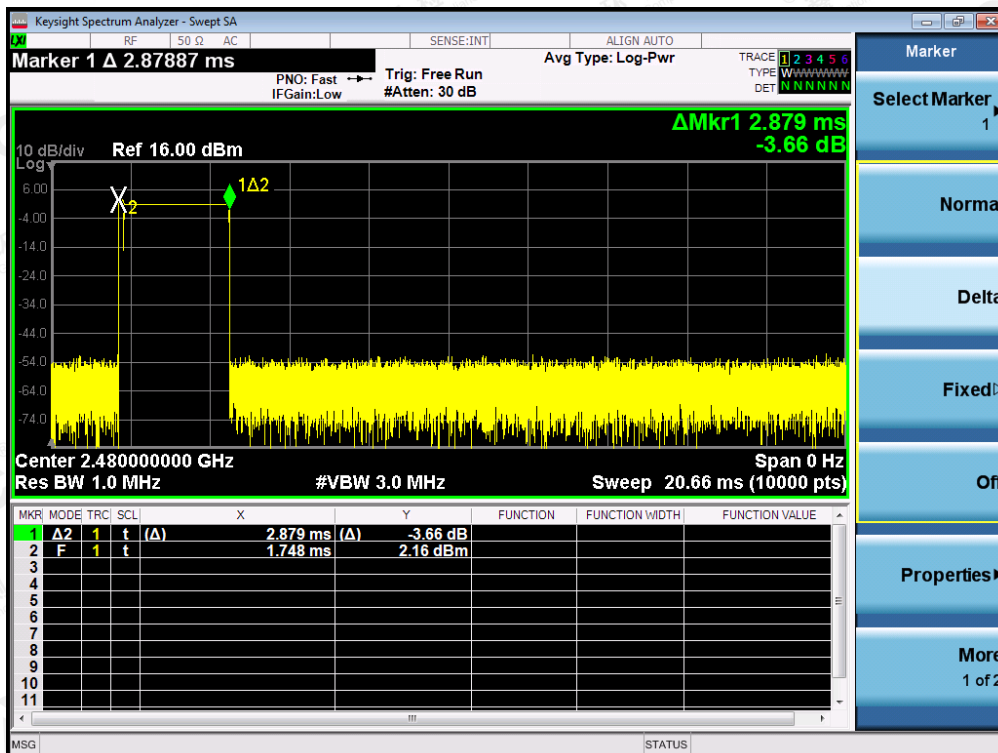 Keysight Spectrum Analyzer - Swept SA
LXI
RF 50 Ω AC SENSE:INT ALIGN AUTO
Marker 1 Δ 2.87887 ms
PNO: Fast
IFGain:Low
Trig: Free Run
#Atten: 30 dB
Avg Type: Log-Pwr
TRACE 1 2 3 4 5 6
TYPE W W W W W W
DET N N N N N N
ΔMkr1 2.879 ms
-3.66 dB
10 dB/div Ref 16.00 dBm
Log
6.00
-4.00
-14.0
-24.0
-34.0
-44.0
-54.0
-64.0
-74.0
1Δ2
X2
Center 2.480000000 GHz Span 0 Hz
Res BW 1.0 MHz #VBW 3.0 MHz Sweep 20.66 ms (10000 pts)
MKR MODE TRC SCL X Y FUNCTION FUNCTION WIDTH FUNCTION VALUE
1 Δ2 1 t (Δ) 2.879 ms (Δ) -3.66 dB
2 F 1 t 1.748 ms 2.16 dBm
3
4
5
6
7
8
9
10
11
MSG STATUS
Marker
Select Marker
1
Norma
Delta
Fixed
Of
Properties
More
1 of 2